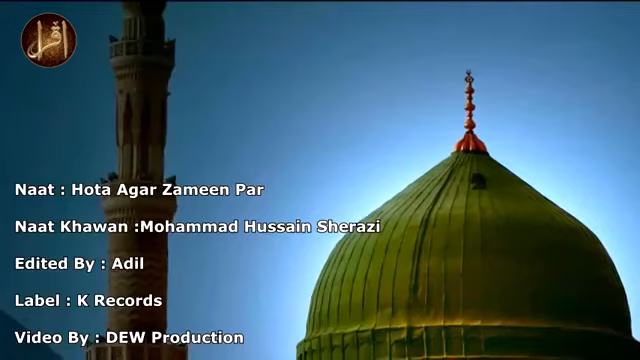 اقرأ
Naat : Hota Agar Zameen Par
Naat Khawan :Mohammad Hussain Sherazi
Edited By : Adil
Label : K Records
Video By : DEW Production